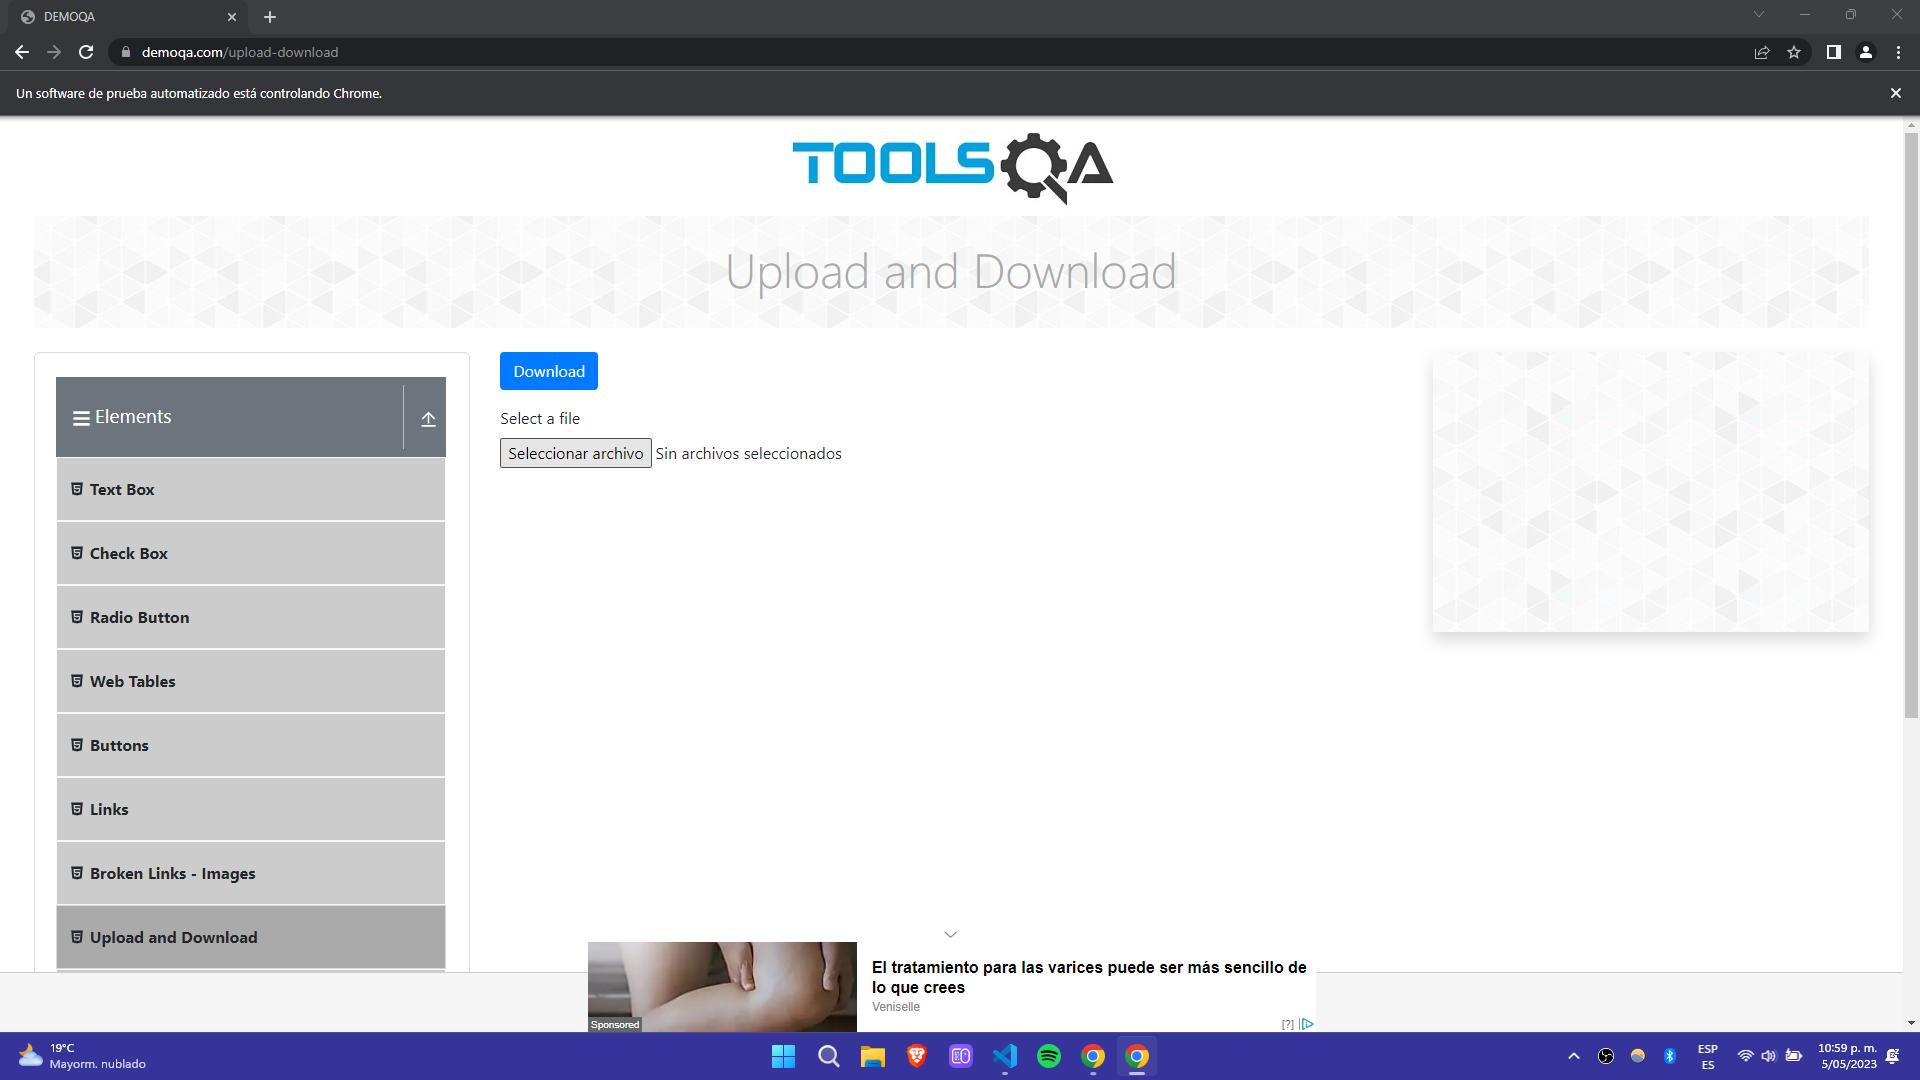 DEMOQA
demoqa.com/upload-download
Un software de prueba automatizado está controlando Chrome.
TOOLSQA
Upload and Download
Elements
Text Box
Check Box
Radio Button
Web Tables
Buttons
Links
Broken Links - Images
Upload and Download
Download
Select a file
Seleccionar archivo Sin archivos seleccionados
El tratamiento para las varices puede ser más sencillo de
lo que crees
Veniselle
Sponsored
[?]
19°C
Mayorm. nublado
ESP
ES
10:59 p. m.
5/05/2023